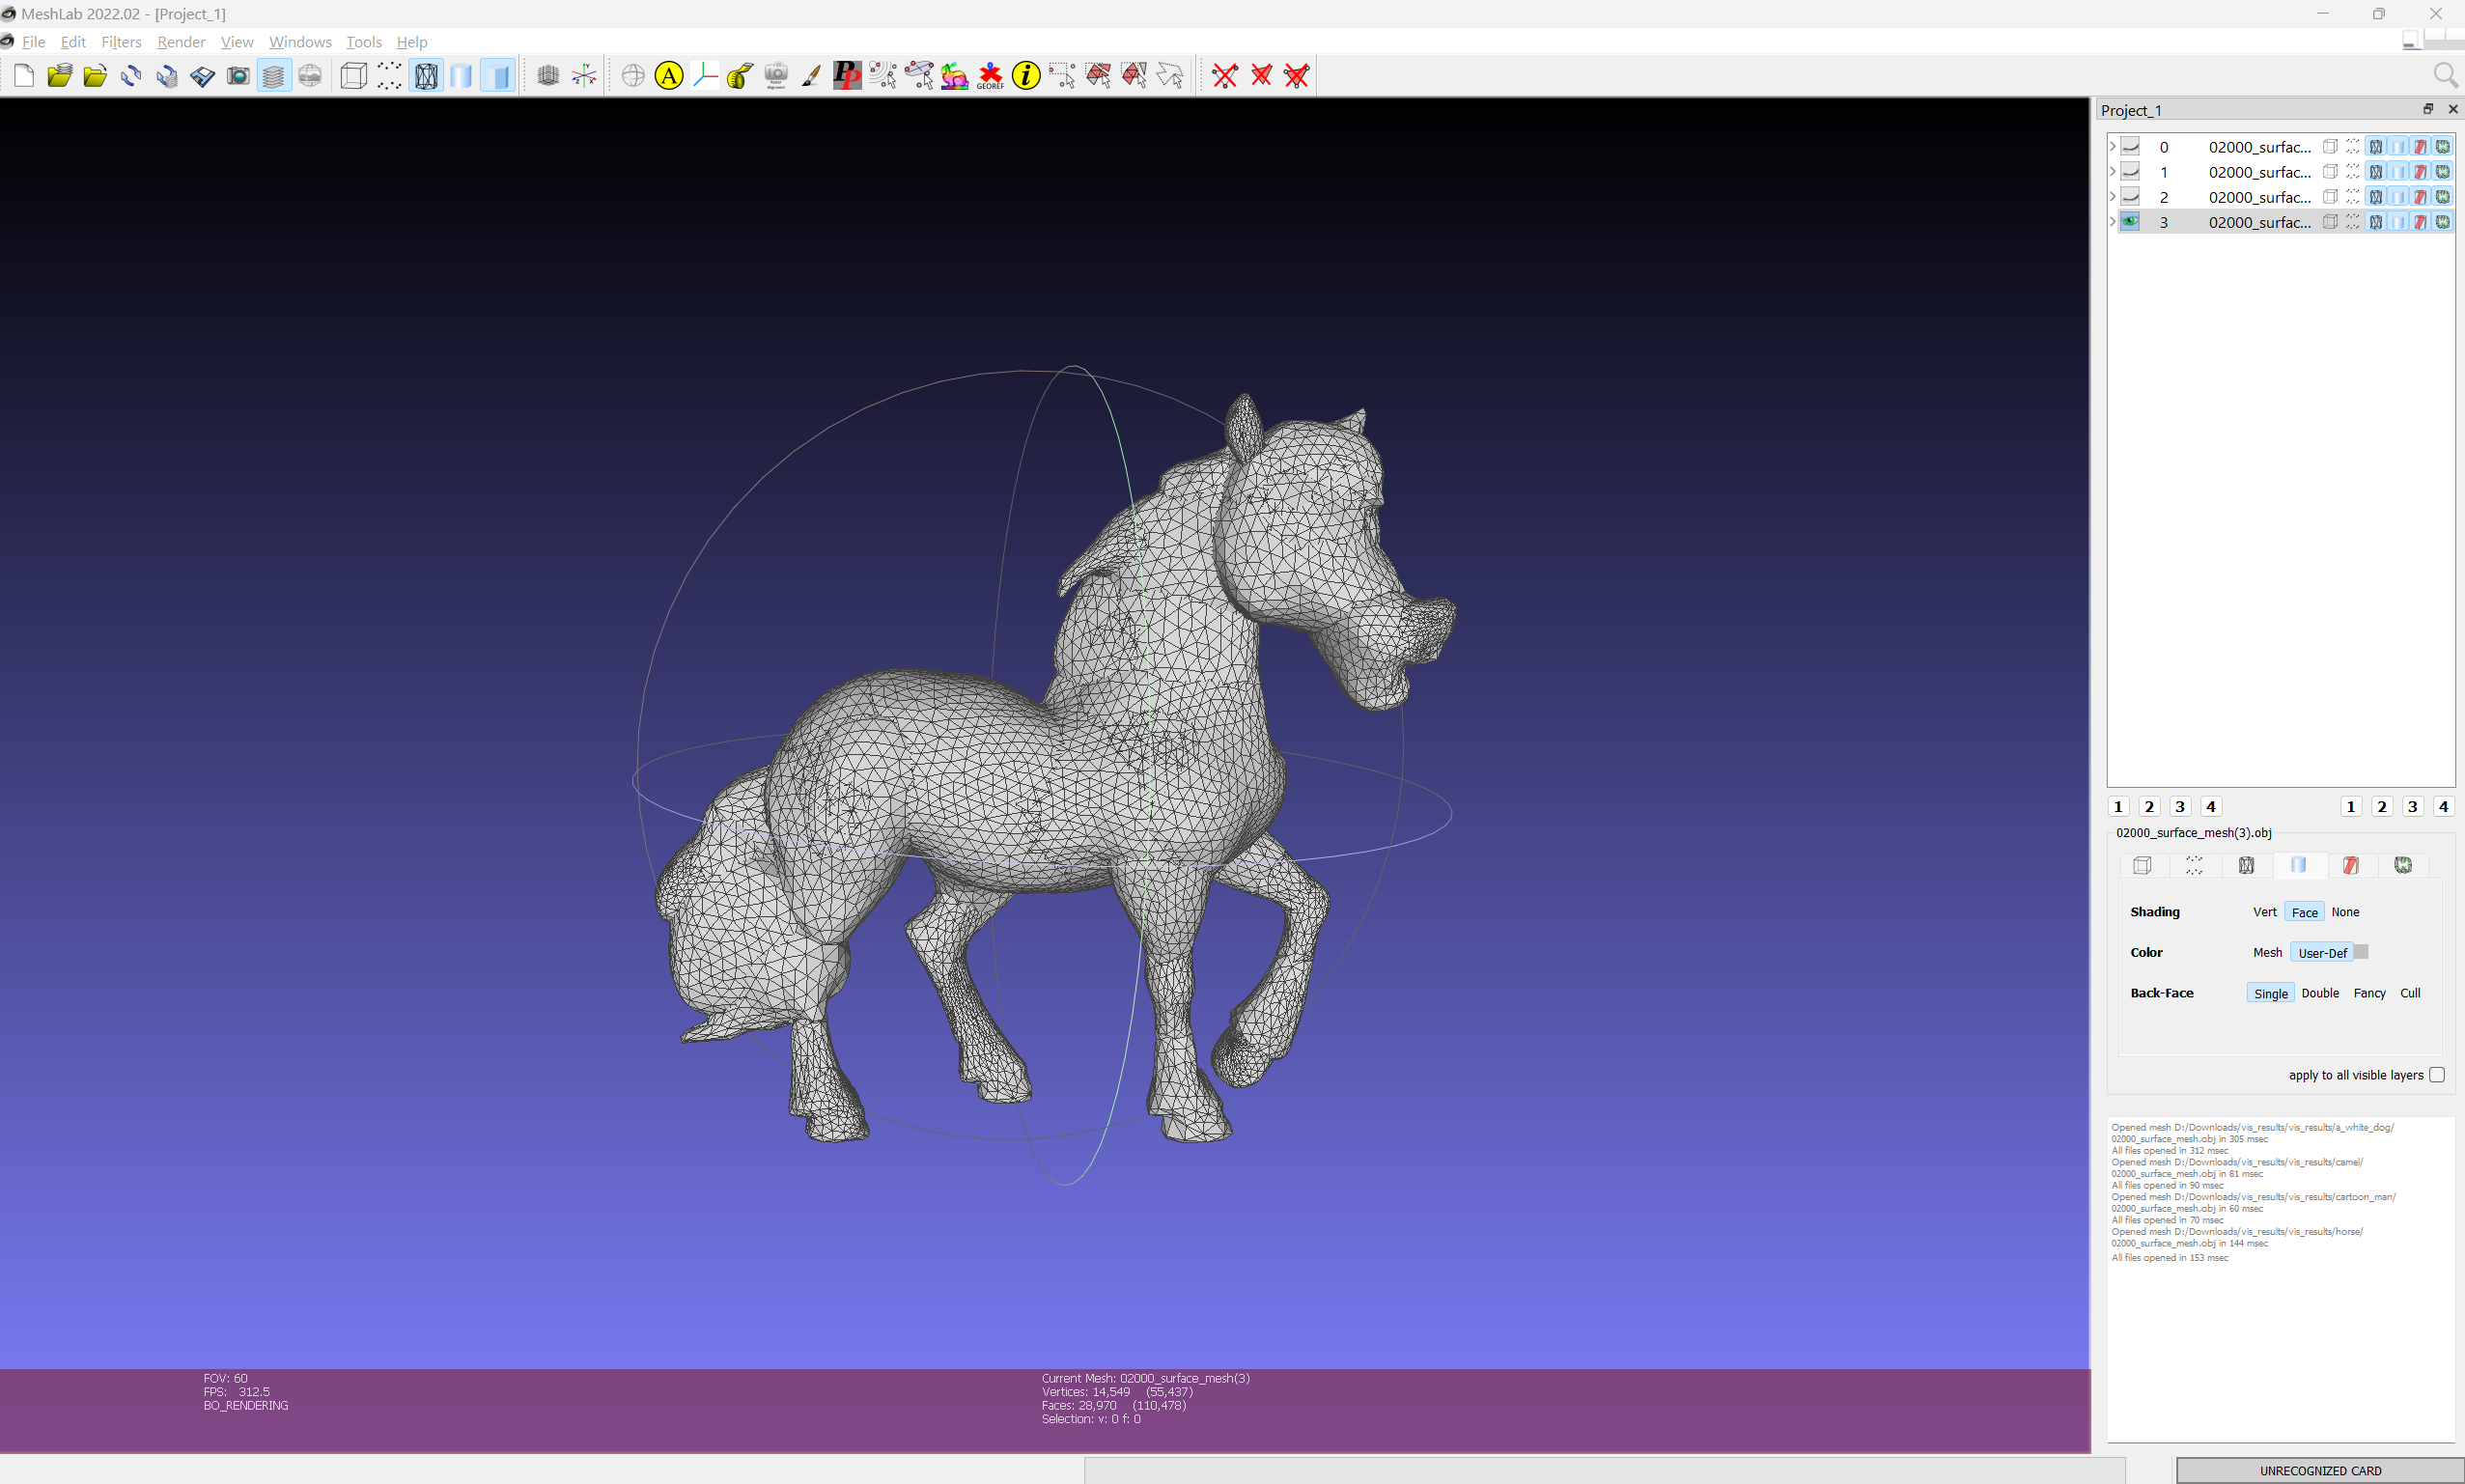 MeshLab 2022.02 - [Project_1]
File Edit Filters Render View Windows Tools Help
A
PP
GEOREF
i
Project_1
0 02000_surfac...
1 02000_surfac...
2 02000_surfac...
3 02000_surfac...
1 2 3 4 1 2 3 4
02000_surface_mesh(3).obj
Shading Vert Face None
Color Mesh User-Def
Back-Face Single Double Fancy Cull
apply to all visible layers
Opened mesh D:/Downloads/vis_results/vis_results/a_white_dog/
02000_surface_mesh.obj in 305 msec
All files opened in 312 msec
Opened mesh D:/Downloads/vis_results/vis_results/camel/
02000_surface_mesh.obj in 81 msec
All files opened in 90 msec
Opened mesh D:/Downloads/vis_results/vis_results/cartoon_man/
02000_surface_mesh.obj in 60 msec
All files opened in 70 msec
Opened mesh D:/Downloads/vis_results/vis_results/horse/
02000_surface_mesh.obj in 144 msec
All files opened in 153 msec
FOV: 60
FPS: 312.5
BO_RENDERING
Current Mesh: 02000_surface_mesh(3)
Vertices: 14,549 (55,437)
Faces: 28,970 (110,478)
Selection: v: 0 f: 0
UNRECOGNIZED CARD